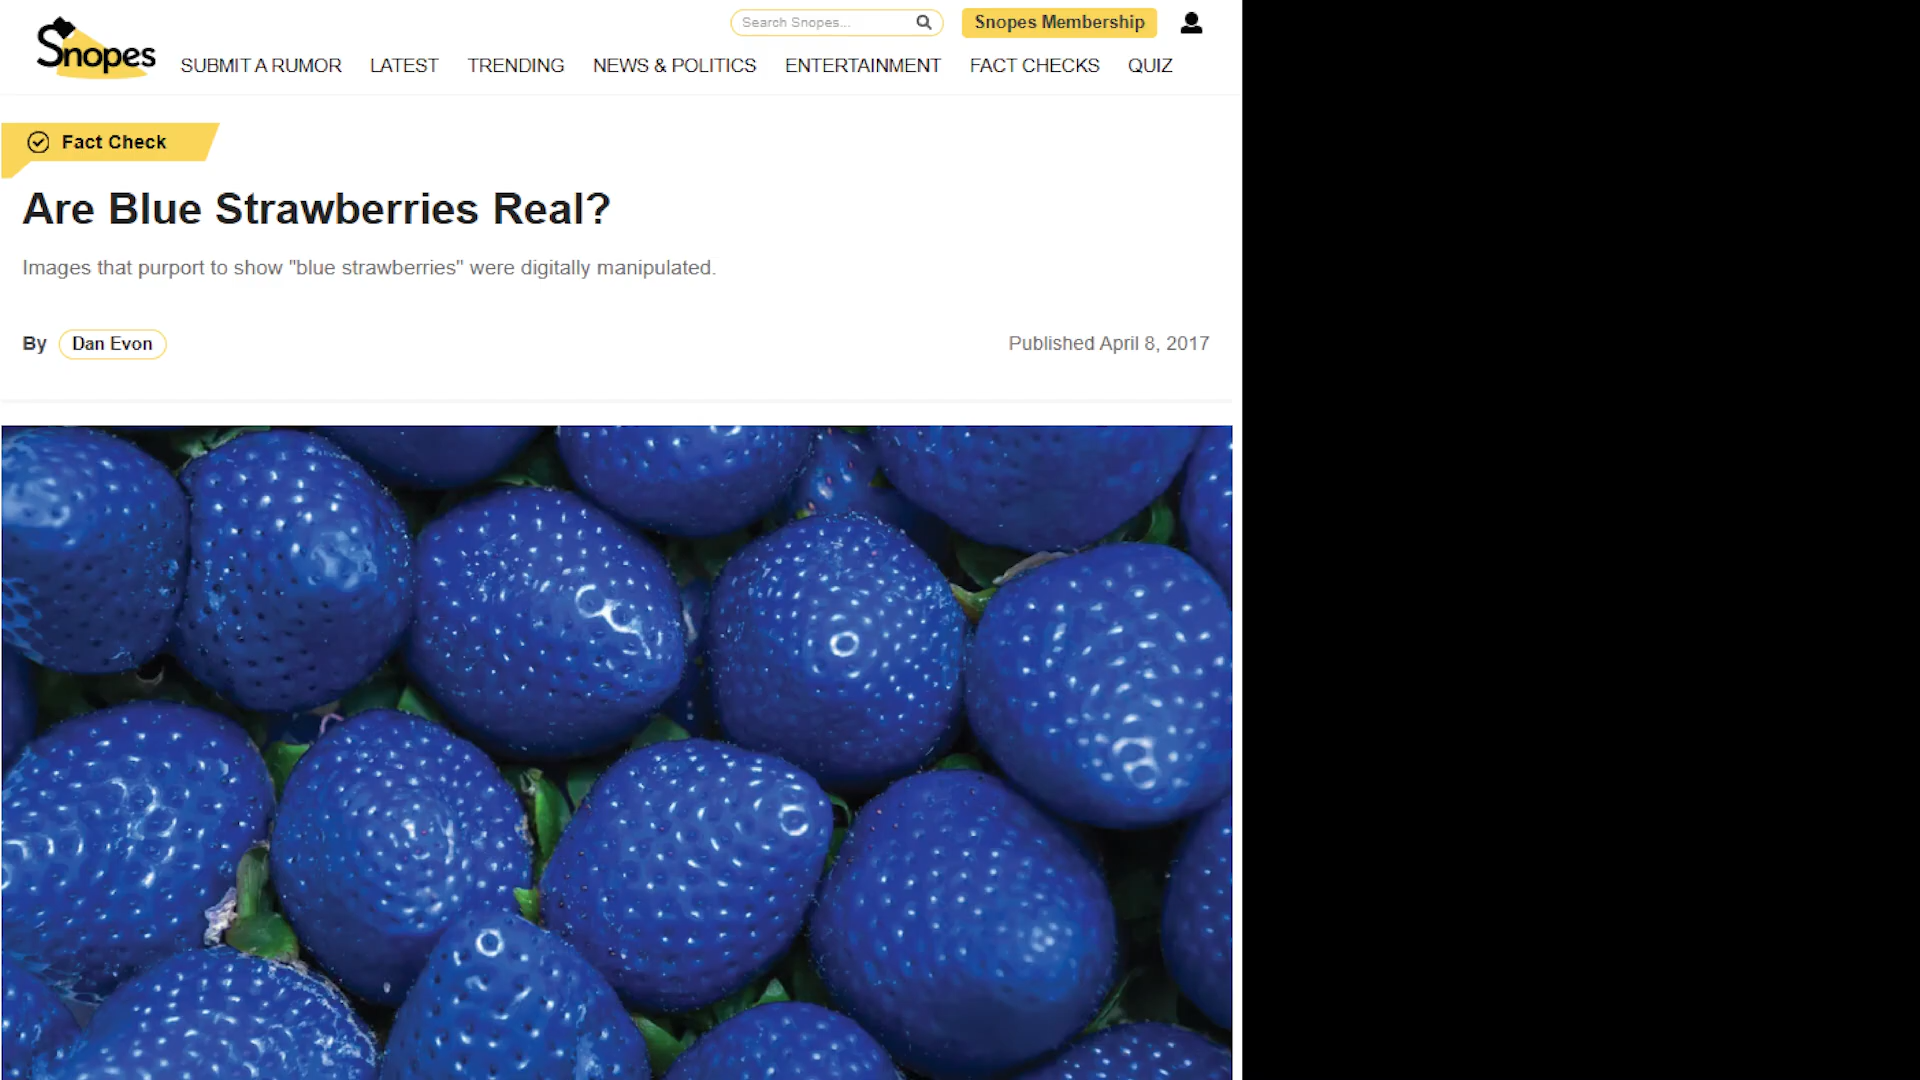 Search Snopes...
Snopes Membership
Snopes
SUBMIT A RUMOR LATEST TRENDING NEWS & POLITICS ENTERTAINMENT FACT CHECKS QUIZ
Fact Check
Are Blue Strawberries Real?
Images that purport to show "blue strawberries" were digitally manipulated.
By Dan Evon Published April 8, 2017